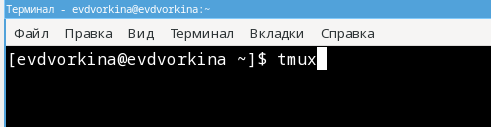 Терминал - evdvorkina@evdvorkina:~
Файл Правка Вид Терминал Вкладки Справка
[evdvorkina@evdvorkina ~]$ tmux